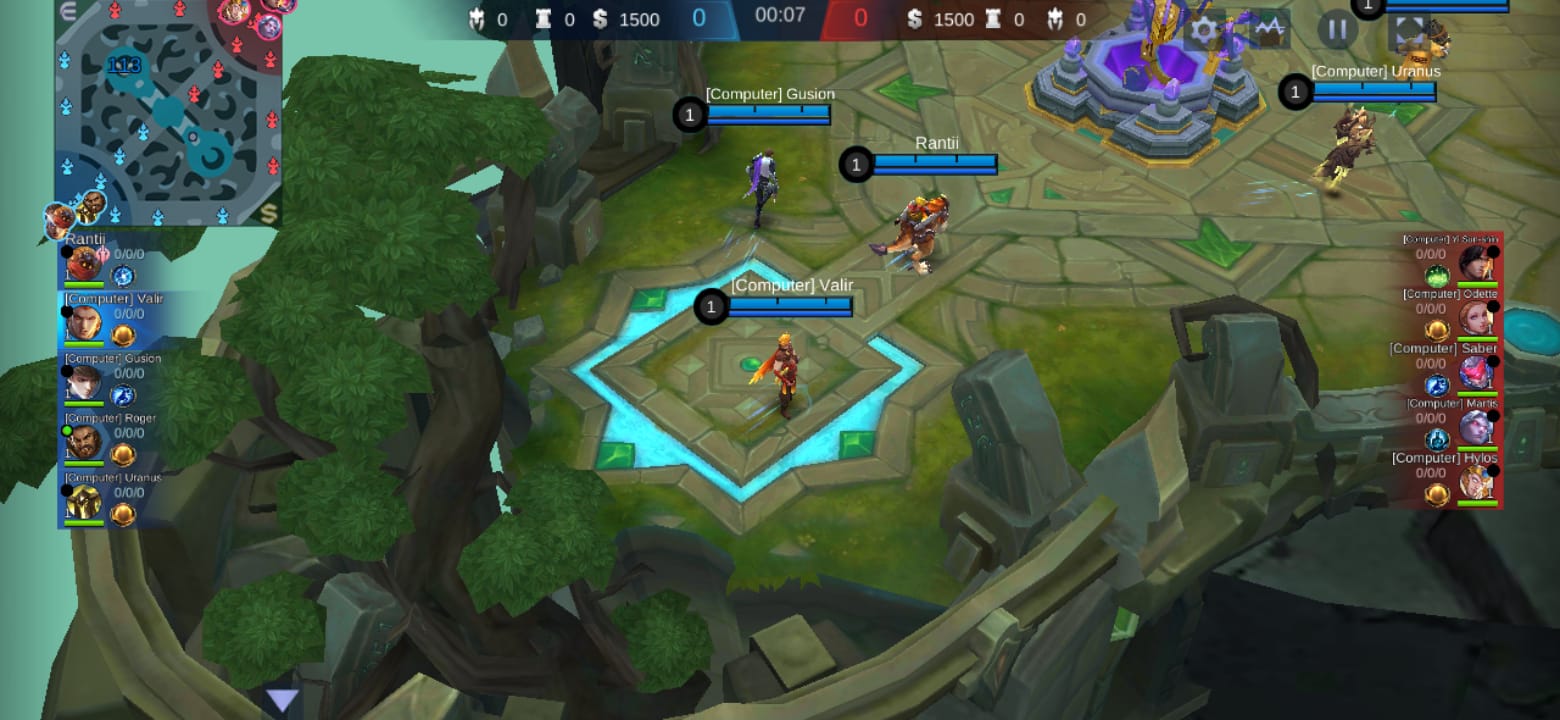 0 0 $ 1500 0 00:07 0 $ 1500 0 0
1
113
[Computer] Uranus
1
[Computer] Gusion
1
Rantii
1
[Computer] Valir
1
$
Rantii
0/0/0
1
[Computer] Valir
0/0/0
1
[Computer] Gusion
0/0/0
1
[Computer] Roger
0/0/0
1
[Computer] Uranus
0/0/0
1
[Computer] Yi Sun-shin
0/0/0
1
[Computer] Odette
0/0/0
1
[Computer] Saber
0/0/0
1
[Computer] Martis
0/0/0
1
[Computer] Hylos
0/0/0
1